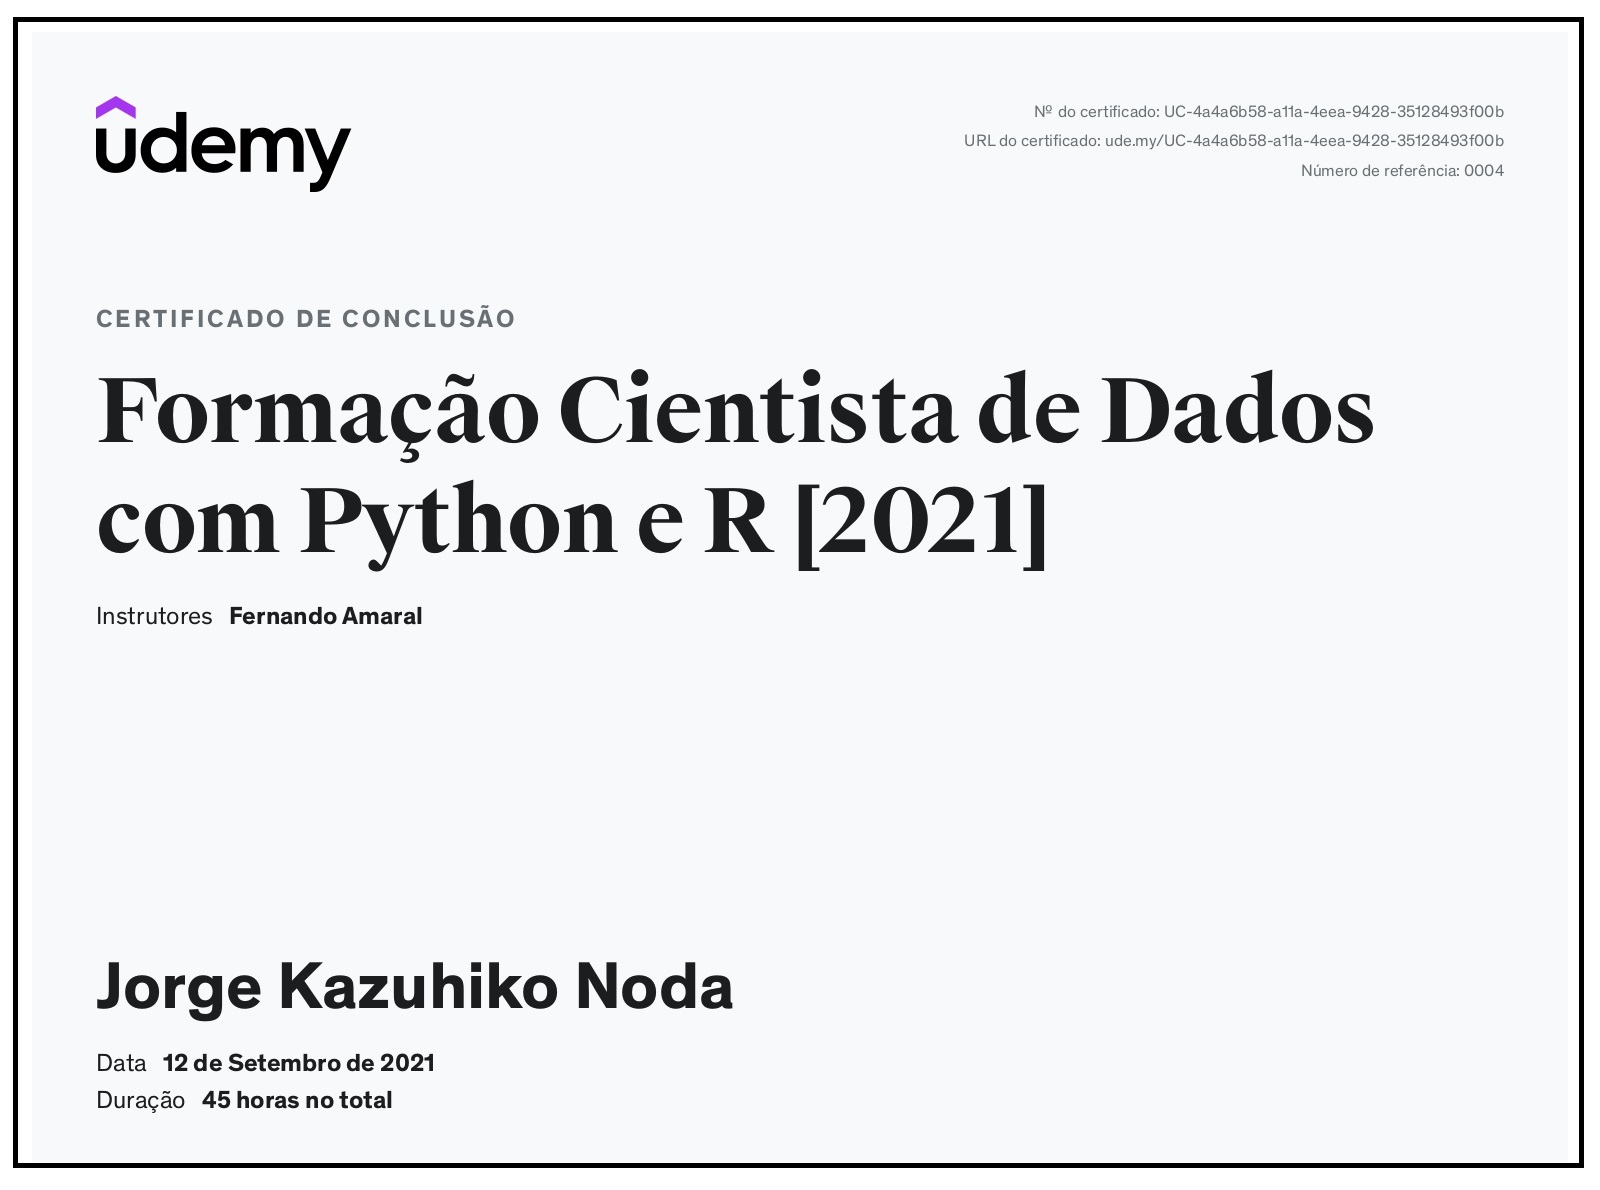 udemy
Nº do certificado: UC-4a4a6b58-a11a-4eea-9428-35128493f00b
URL do certificado: ude.my/UC-4a4a6b58-a11a-4eea-9428-35128493f00b
Número de referência: 0004
CERTIFICADO DE CONCLUSÃO
Formação Cientista de Dados
com Python e R [2021]
Instrutores Fernando Amaral
Jorge Kazuhiko Noda
Data 12 de Setembro de 2021
Duração 45 horas no total